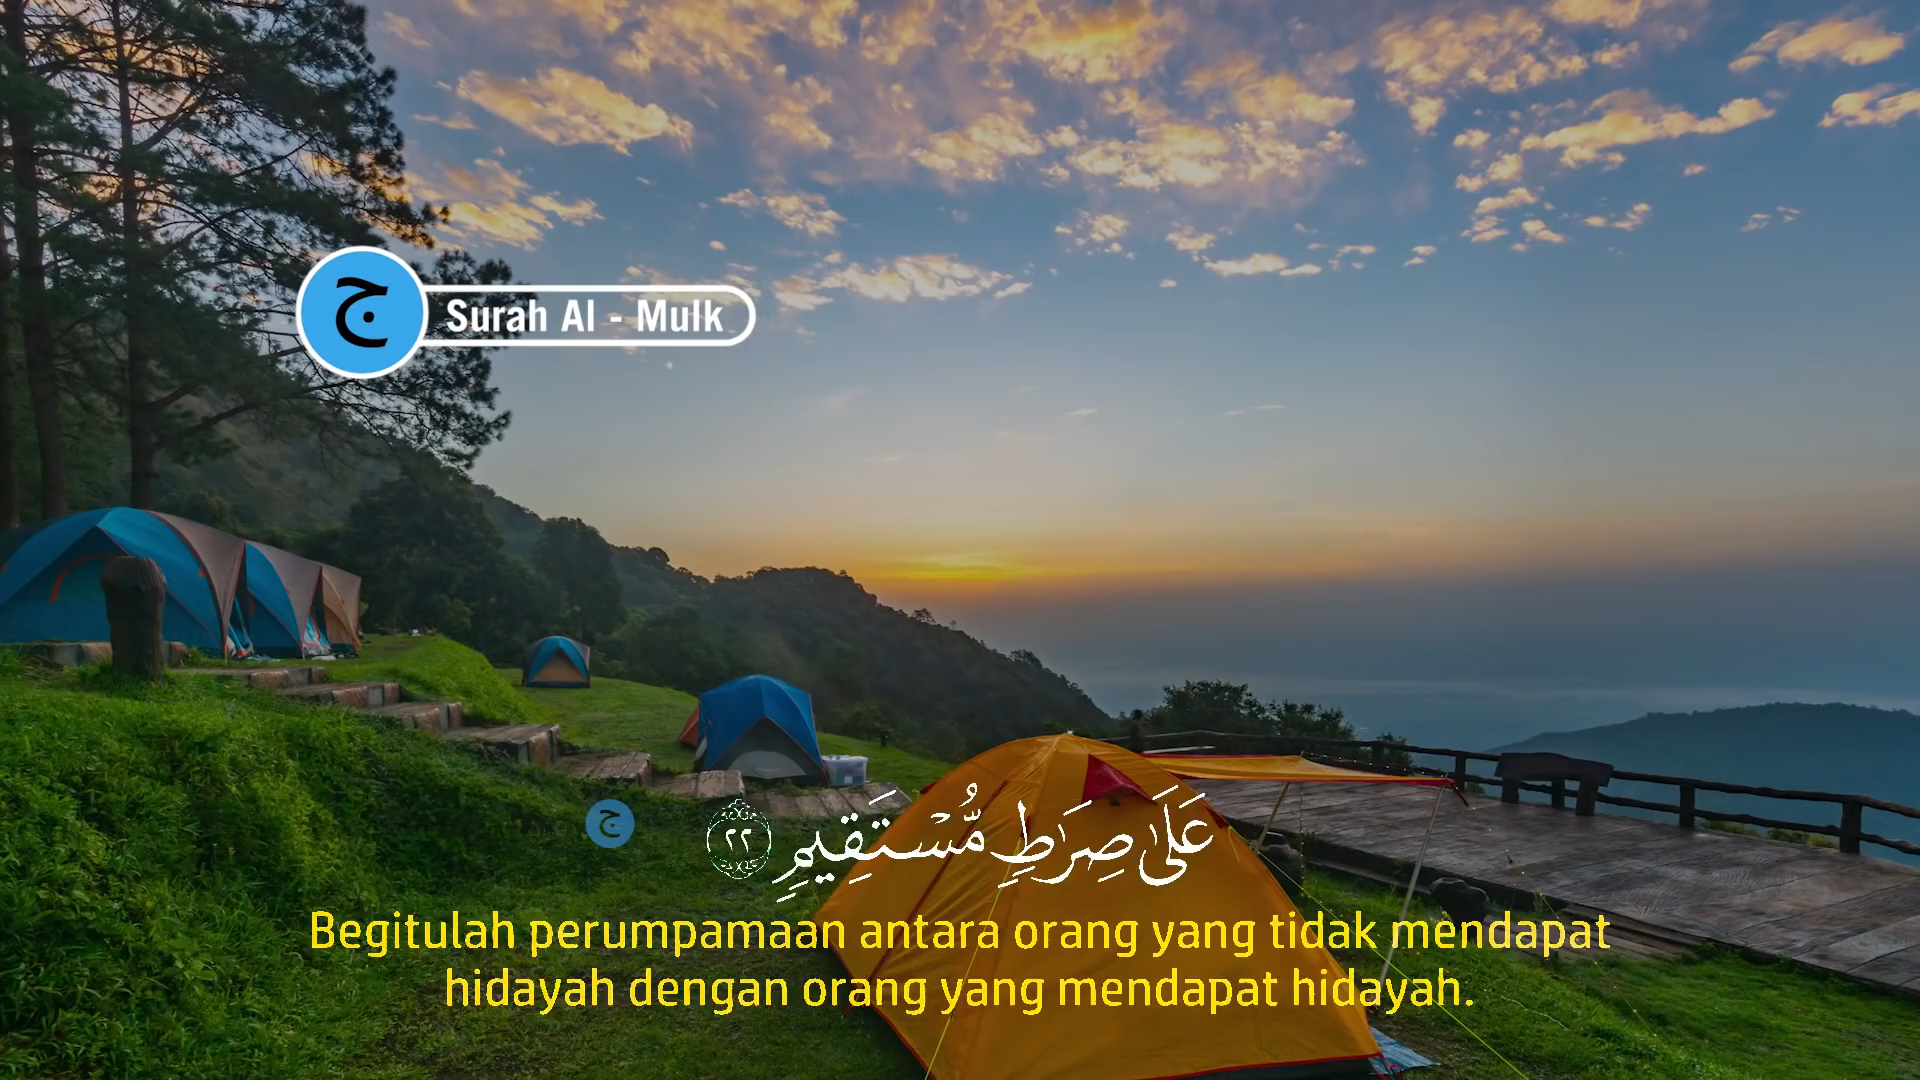 ج
Surah Al - Mulk
ج
عَلَىٰ صِرَٰطٍ مُّسْتَقِيمٍ ٢٢
Begitulah perumpamaan antara orang yang tidak mendapat
hidayah dengan orang yang mendapat hidayah.